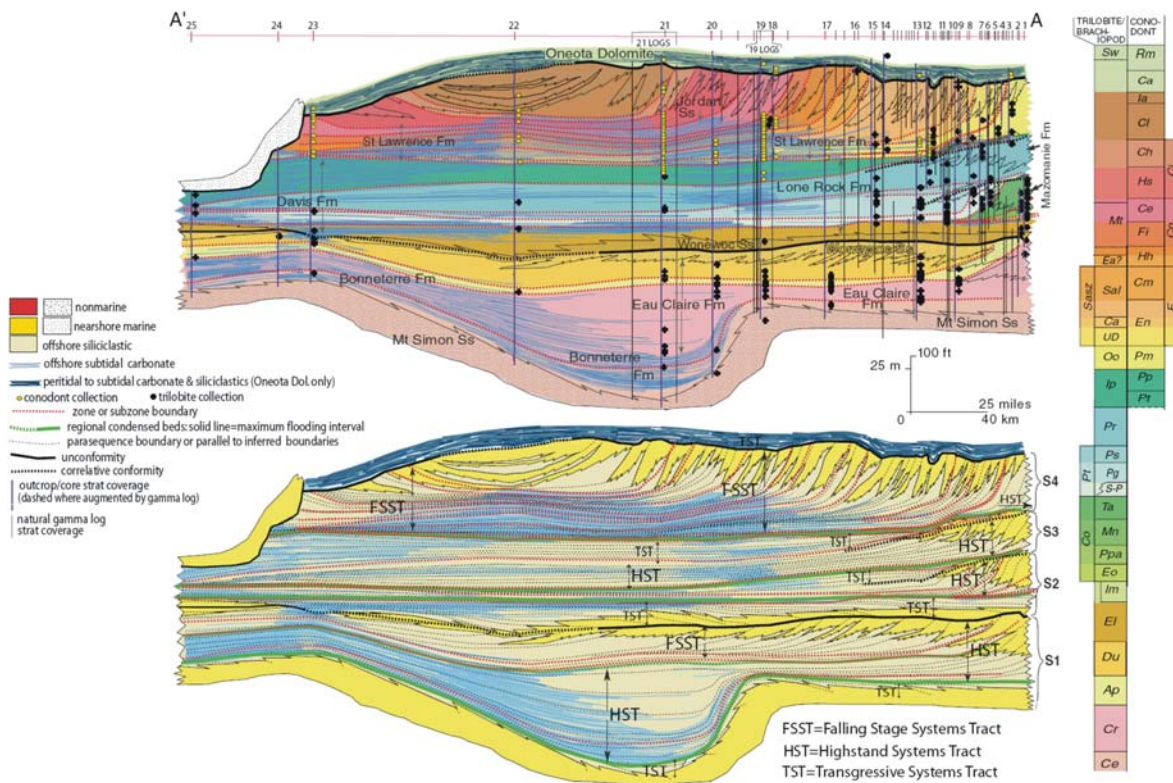 A'
A
25 24 23 22 21 20 19 18 17 16 15 14 13 12 11 10 9 8 7 6 5 4 3 2 1
21 LOGS
19 LOGS
Oneota Dolomite
Jordan
Ss
St Lawrence Fm
St Lawrence Fm
Lone Rock Fm
Mazomanie Fm
Davis Fm
Wonewoc Ss
Bonneterre Fm
Eau Claire Fm
Eau Claire
Fm
Mt Simon Ss
Mt Simon Ss
Bonneterre
Fm
100 ft
25 m
25 miles
0 40 km
nonmarine
nearshore marine
offshore siliciclastic
offshore subtidal carbonate
peritidal to subtidal carbonate & siliciclastics (Oneota Dol. only)
conodont collection
trilobite collection
zone or subzone boundary
regional condensed beds: solid line=maximum flooding interval
parasequence boundary or parallel to inferred boundaries
unconformity
correlative conformity
outcrop/core strat coverage
(dashed where augmented by gamma log)
natural gamma log
strat coverage
TST
FSST
FSST
HST
S4
TST
HST
S3
TST
HST
TST
HST
S2
TST
TST
FSST
HST
S1
HST
TST
TST
FSST=Falling Stage Systems Tract
HST=Highstand Systems Tract
TST=Transgressive Systems Tract
TRILOBITE/
BRACH-
IOPOD
CONO-
DONT
Sw
Mt
Ea?
Sasz
Sal
Ca
UD
Oo
Ip
Pr
Pt
Ps
Pg
S-P
Co
Ta
Mn
Ppa
Eo
Im
El
Du
Ap
Cr
Ce
Rm
Ca
Ia
Cl
Ch
Hs
Ce
Fi
Hh
Cm
En
Pm
Pp
Pt